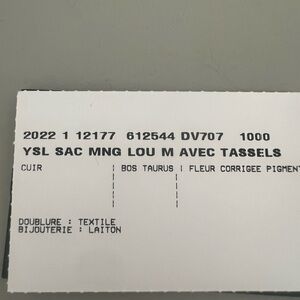 2022 1 12177 612544 DV707 1000
YSL SAC MNG LOU M AVEC TASSELS
CUIR | BOS TAURUS | FLEUR CORRIGEE PIGMENT
DOUBLURE : TEXTILE
BIJOUTERIE : LAITON